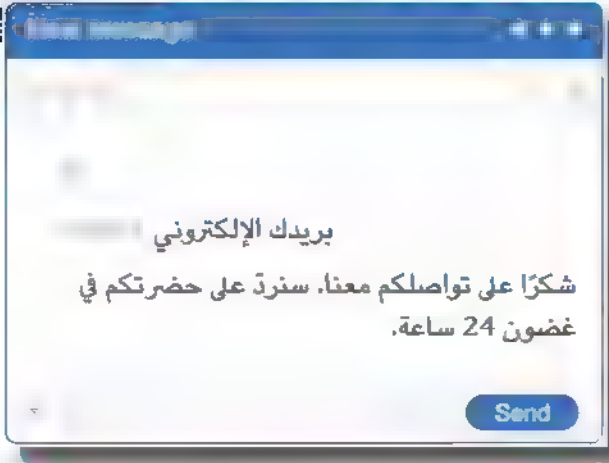 بريدك الإلكتروني
شكرًا على تواصلكم معنا. سنردّ على حضرتكم في
غضون 24 ساعة.
Send